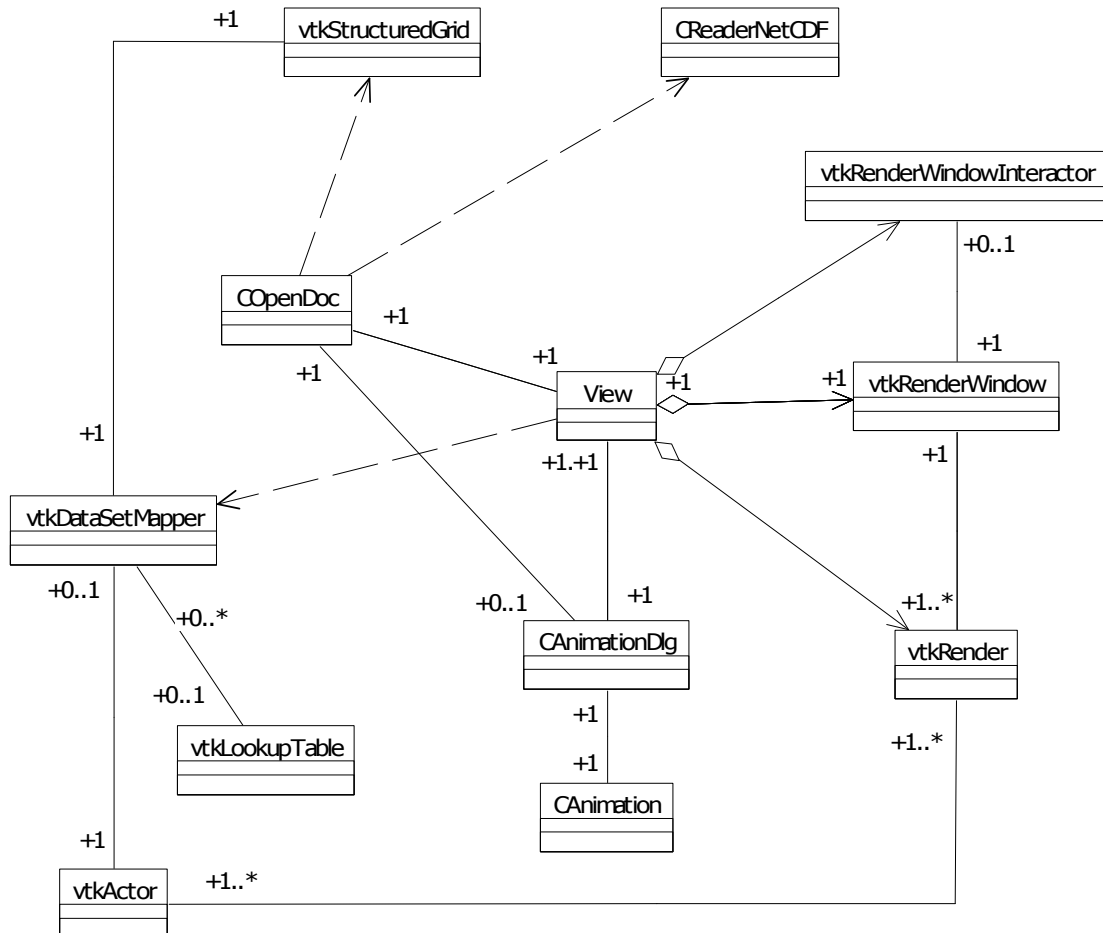 +1
vtkStructuredGrid
CReaderNetCDF
vtkRenderWindowInteractor
+0..1
COpenDoc
+1
+1
+1
+1
View
+1
+1
vtkRenderWindow
+1
+1..+1
+1
vtkDataSetMapper
+0..1
+0..*
+0..1
+1
+1..*
CAnimationDlg
vtkRender
+0..1
+1
vtkLookupTable
+1..*
+1
CAnimation
+1
vtkActor
+1..*